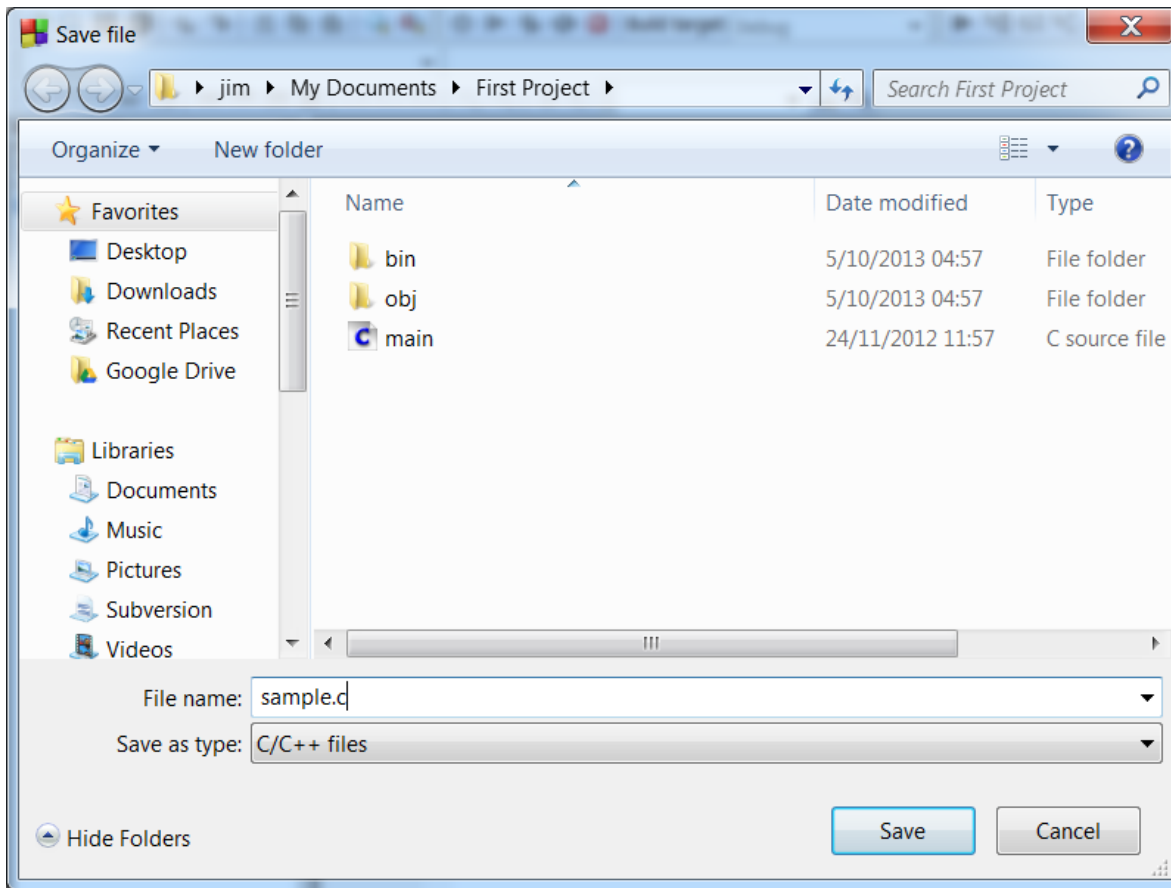 Save file
Build target: Debug
jim ▸ My Documents ▸ First Project ▸
Search First Project
Organize
New folder
Favorites
Desktop
Downloads
Recent Places
Google Drive
Libraries
Documents
Music
Pictures
Subversion
Videos
Name Date modified Type
bin 5/10/2013 04:57 File folder
obj 5/10/2013 04:57 File folder
main 24/11/2012 11:57 C source file
File name: sample.c
Save as type: C/C++ files
Hide Folders
Save
Cancel